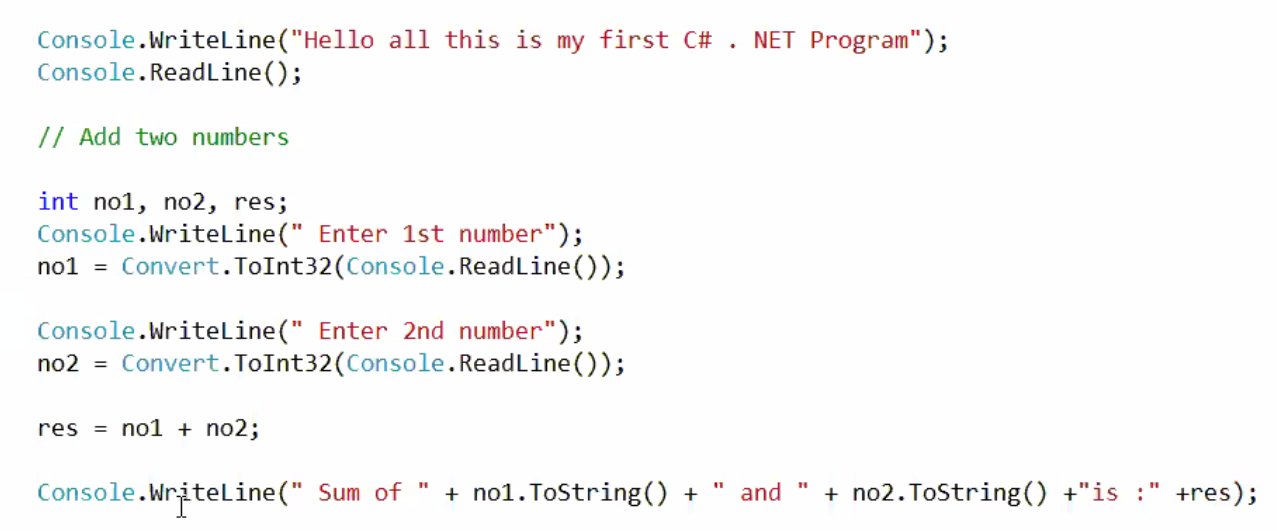 Console.WriteLine("Hello all this is my first C# . NET Program");
Console.ReadLine();
// Add two numbers
int no1, no2, res;
Console.WriteLine(" Enter 1st number");
no1 = Convert.ToInt32(Console.ReadLine());
Console.WriteLine(" Enter 2nd number");
no2 = Convert.ToInt32(Console.ReadLine());
res = no1 + no2;
Console.WriteLine(" Sum of " + no1.ToString() + " and " + no2.ToString() +"is :" +res);